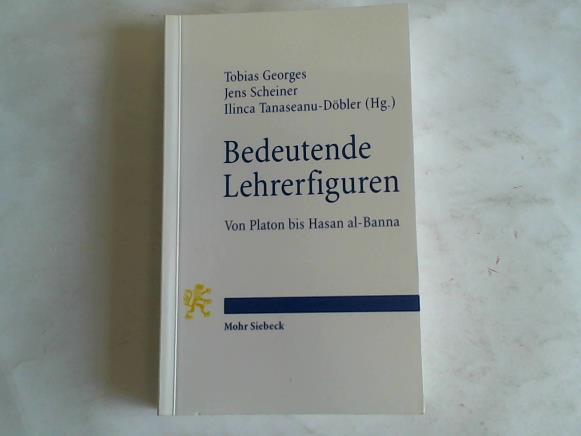 Tobias Georges
Jens Scheiner
Ilinca Tanaseanu-Döbler (Hg.)
Bedeutende
Lehrerfiguren
Von Platon bis Hasan al-Banna
Mohr Siebeck